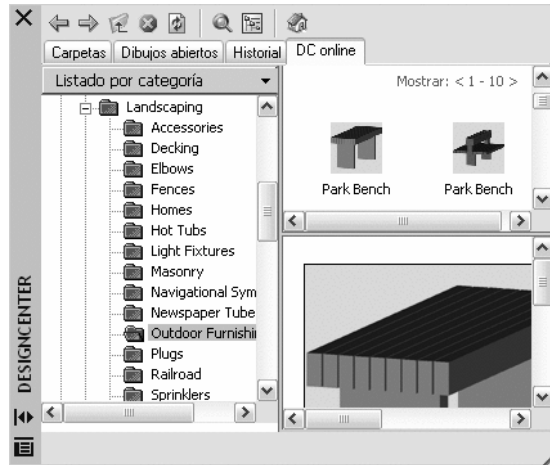 Carpetas Dibujos abiertos Historial DC online
Listado por categoría
Landscaping
Accessories
Decking
Elbows
Fences
Homes
Hot Tubs
Light Fixtures
Masonry
Navigational Sym
Newspaper Tube
Outdoor Furnishi
Plugs
Railroad
Sprinklers
Mostrar: < 1 - 10 >
Park Bench Park Bench
DESIGNCENTER